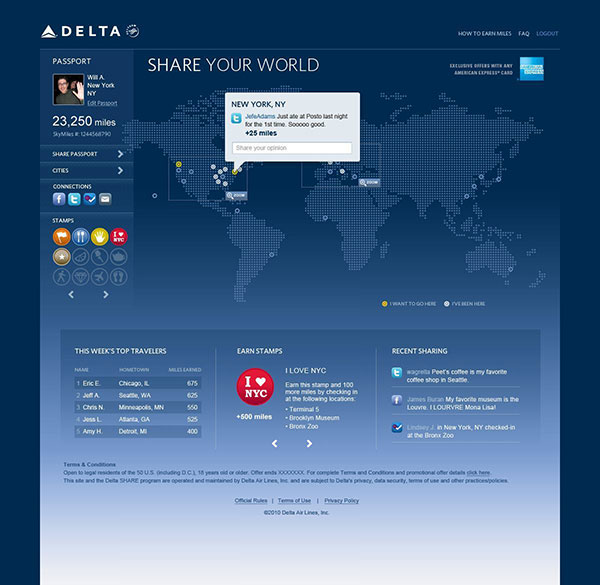 DELTA
HOW TO EARN MILES FAQ LOGOUT
PASSPORT
Will A.
New York
NY
Edit Passport
23,250 miles
SkyMiles #: 1244568790
SHARE PASSPORT
CITIES
CONNECTIONS
STAMPS
I ♥
NYC
SHARE YOUR WORLD
EXCLUSIVE OFFERS WITH ANY
AMERICAN EXPRESS® CARD
NEW YORK, NY
JefeAdams Just ate at Posto last night
for the 1st time. Sooooo good.
+25 miles
Share your opinion
ZOOM
ZOOM
I WANT TO GO HERE I'VE BEEN HERE
THIS WEEK'S TOP TRAVELERS
NAME HOMETOWN MILES EARNED
1 Eric E. Chicago, IL 675
2 Jeff A. Seattle, WA 625
3 Chris N. Minneapolis, MN 550
4 Jess L. Atlanta, GA 525
5 Amy H. Detroit, MI 400
EARN STAMPS
I ♥
NYC
+500 miles
I LOVE NYC
Earn this stamp and 100
more miles by checking in
at the following locations:
• Terminal 5
• Brooklyn Museum
• Bronx Zoo
RECENT SHARING
wagrella Peet's coffee is my favorite
coffee shop in Seattle.
James Buran My favorite museum is the
Louvre. I LOURVRE Mona Lisa!
Lindsey J. in New York, NY checked-in
at the Bronx Zoo
Terms & Conditions
Open to legal residents of the 50 U.S. (including D.C.), 18 years old or older. Offer ends XXXXXXX. For complete Terms and Conditions and promotional offer details click here.
This site and the Delta SHARE program are operated and maintained by Delta Air Lines, Inc. and are subject to Delta's privacy, data security, terms of use and other practices/policies.
Official Rules | Terms of Use | Privacy Policy
©2010 Delta Air Lines, Inc.